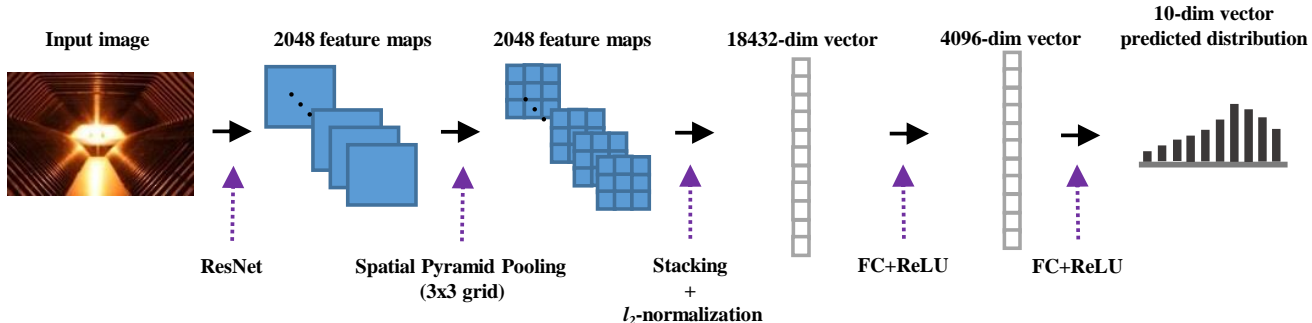 Input image
2048 feature maps
2048 feature maps
18432-dim vector
4096-dim vector
10-dim vector
predicted distribution
ResNet
Spatial Pyramid Pooling
(3x3 grid)
Stacking
+
l₂-normalization
FC+ReLU
FC+ReLU